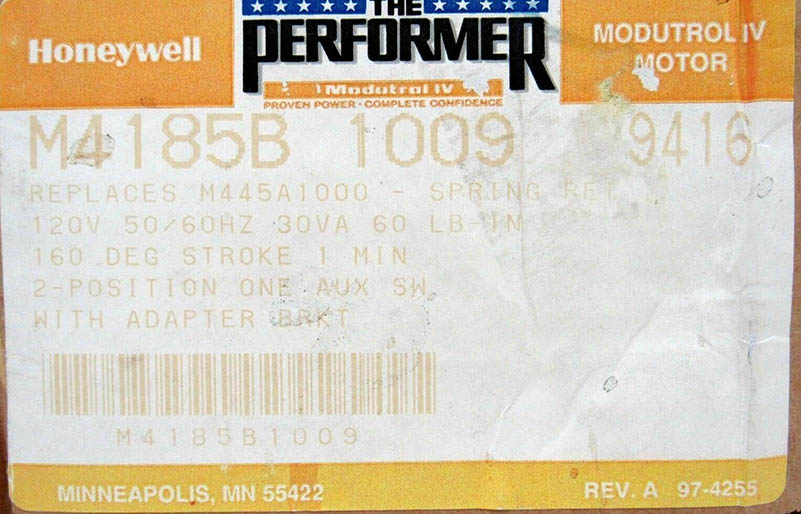 THE
PERFORMER
Honeywell
MODUTROL IV
MOTOR
Modutrol IV
PROVEN POWER · COMPLETE CONFIDENCE
M4185B 1009 9416
REPLACES M445A1000 - SPRING RET
120V 50/60HZ 30VA 60 LB-IN
160 DEG STROKE 1 MIN
2-POSITION ONE AUX SW
WITH ADAPTER BRKT
M4185B1009
MINNEAPOLIS, MN 55422
REV. A 97-4255